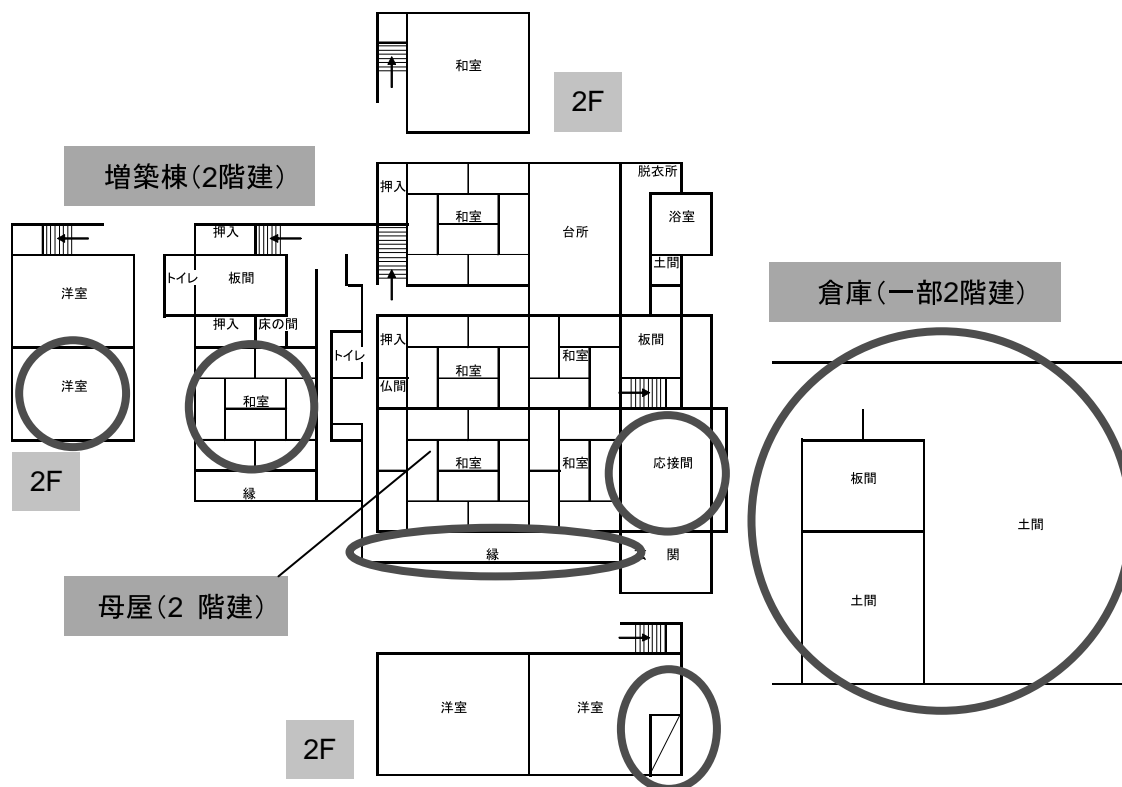 和室
2F
増築棟(2階建)
脱衣所
押入
和室
浴室
台所
押入
トイレ
板間
土間
洋室
押入
床の間
倉庫(一部2階建)
押入
板間
トイレ
和室
和室
洋室
仏間
和室
和室
和室
応接間
板間
2F
縁
土間
縁
関
母屋(2 階建)
土間
洋室
洋室
2F